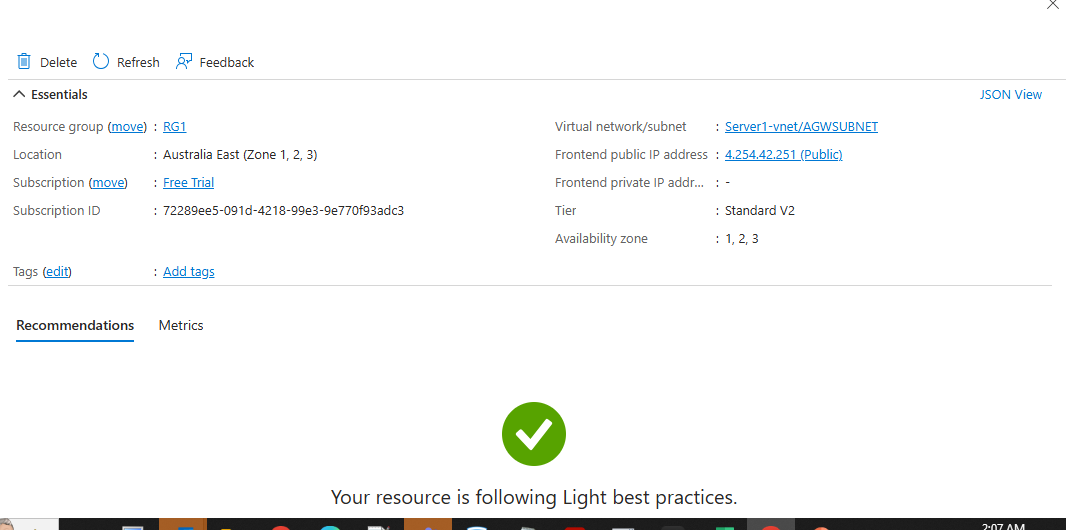 Delete Refresh Feedback
Essentials JSON View
Resource group (move) : RG1 Virtual network/subnet : Server1-vnet/AGWSUBNET
Location : Australia East (Zone 1, 2, 3) Frontend public IP address : 4.254.42.251 (Public)
Subscription (move) : Free Trial Frontend private IP addr... : -
Subscription ID : 72289ee5-091d-4218-99e3-9e770f93adc3 Tier : Standard V2
Availability zone : 1, 2, 3
Tags (edit) : Add tags
Recommendations Metrics
Your resource is following Light best practices.
2:07 AM